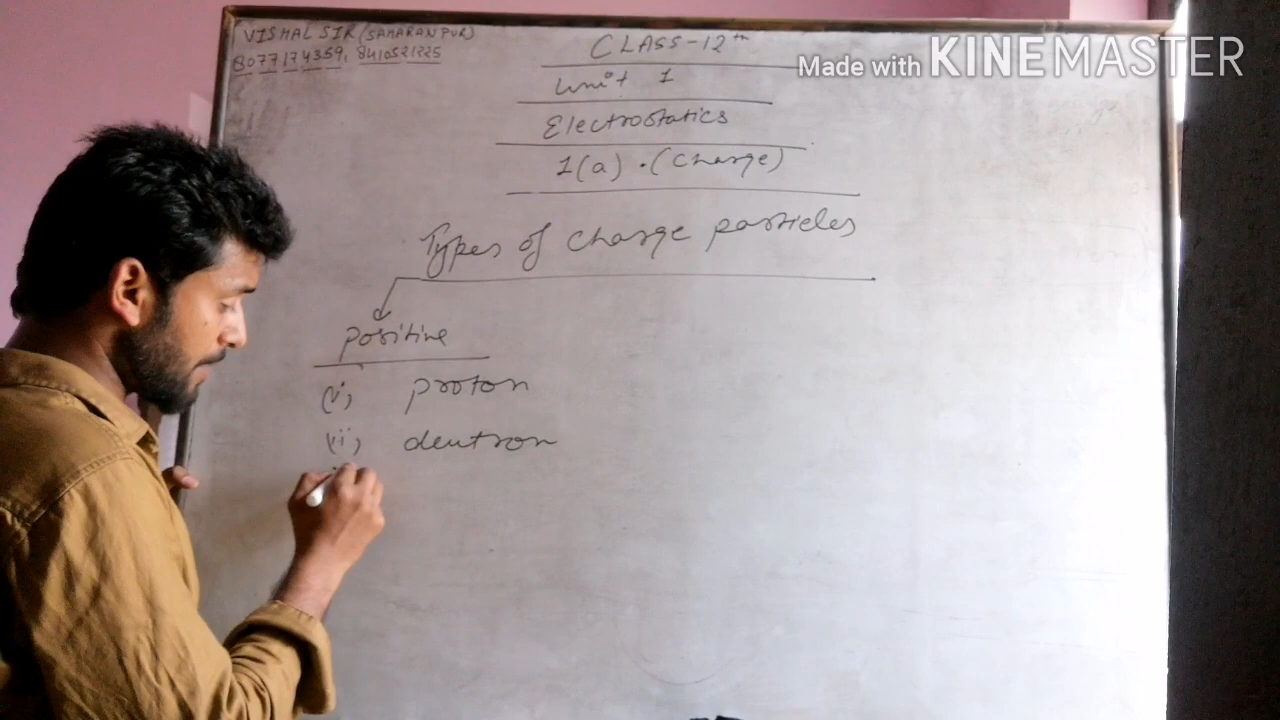 VISHAL SIR (SAHARANPUR)
8077174359, 8410521225
CLASS-12th
Made with KINEMASTER
Unit 1
Electrostatics
1(a) . (Charge)
Types of charge particles
positive
(i) proton
(ii) deutron